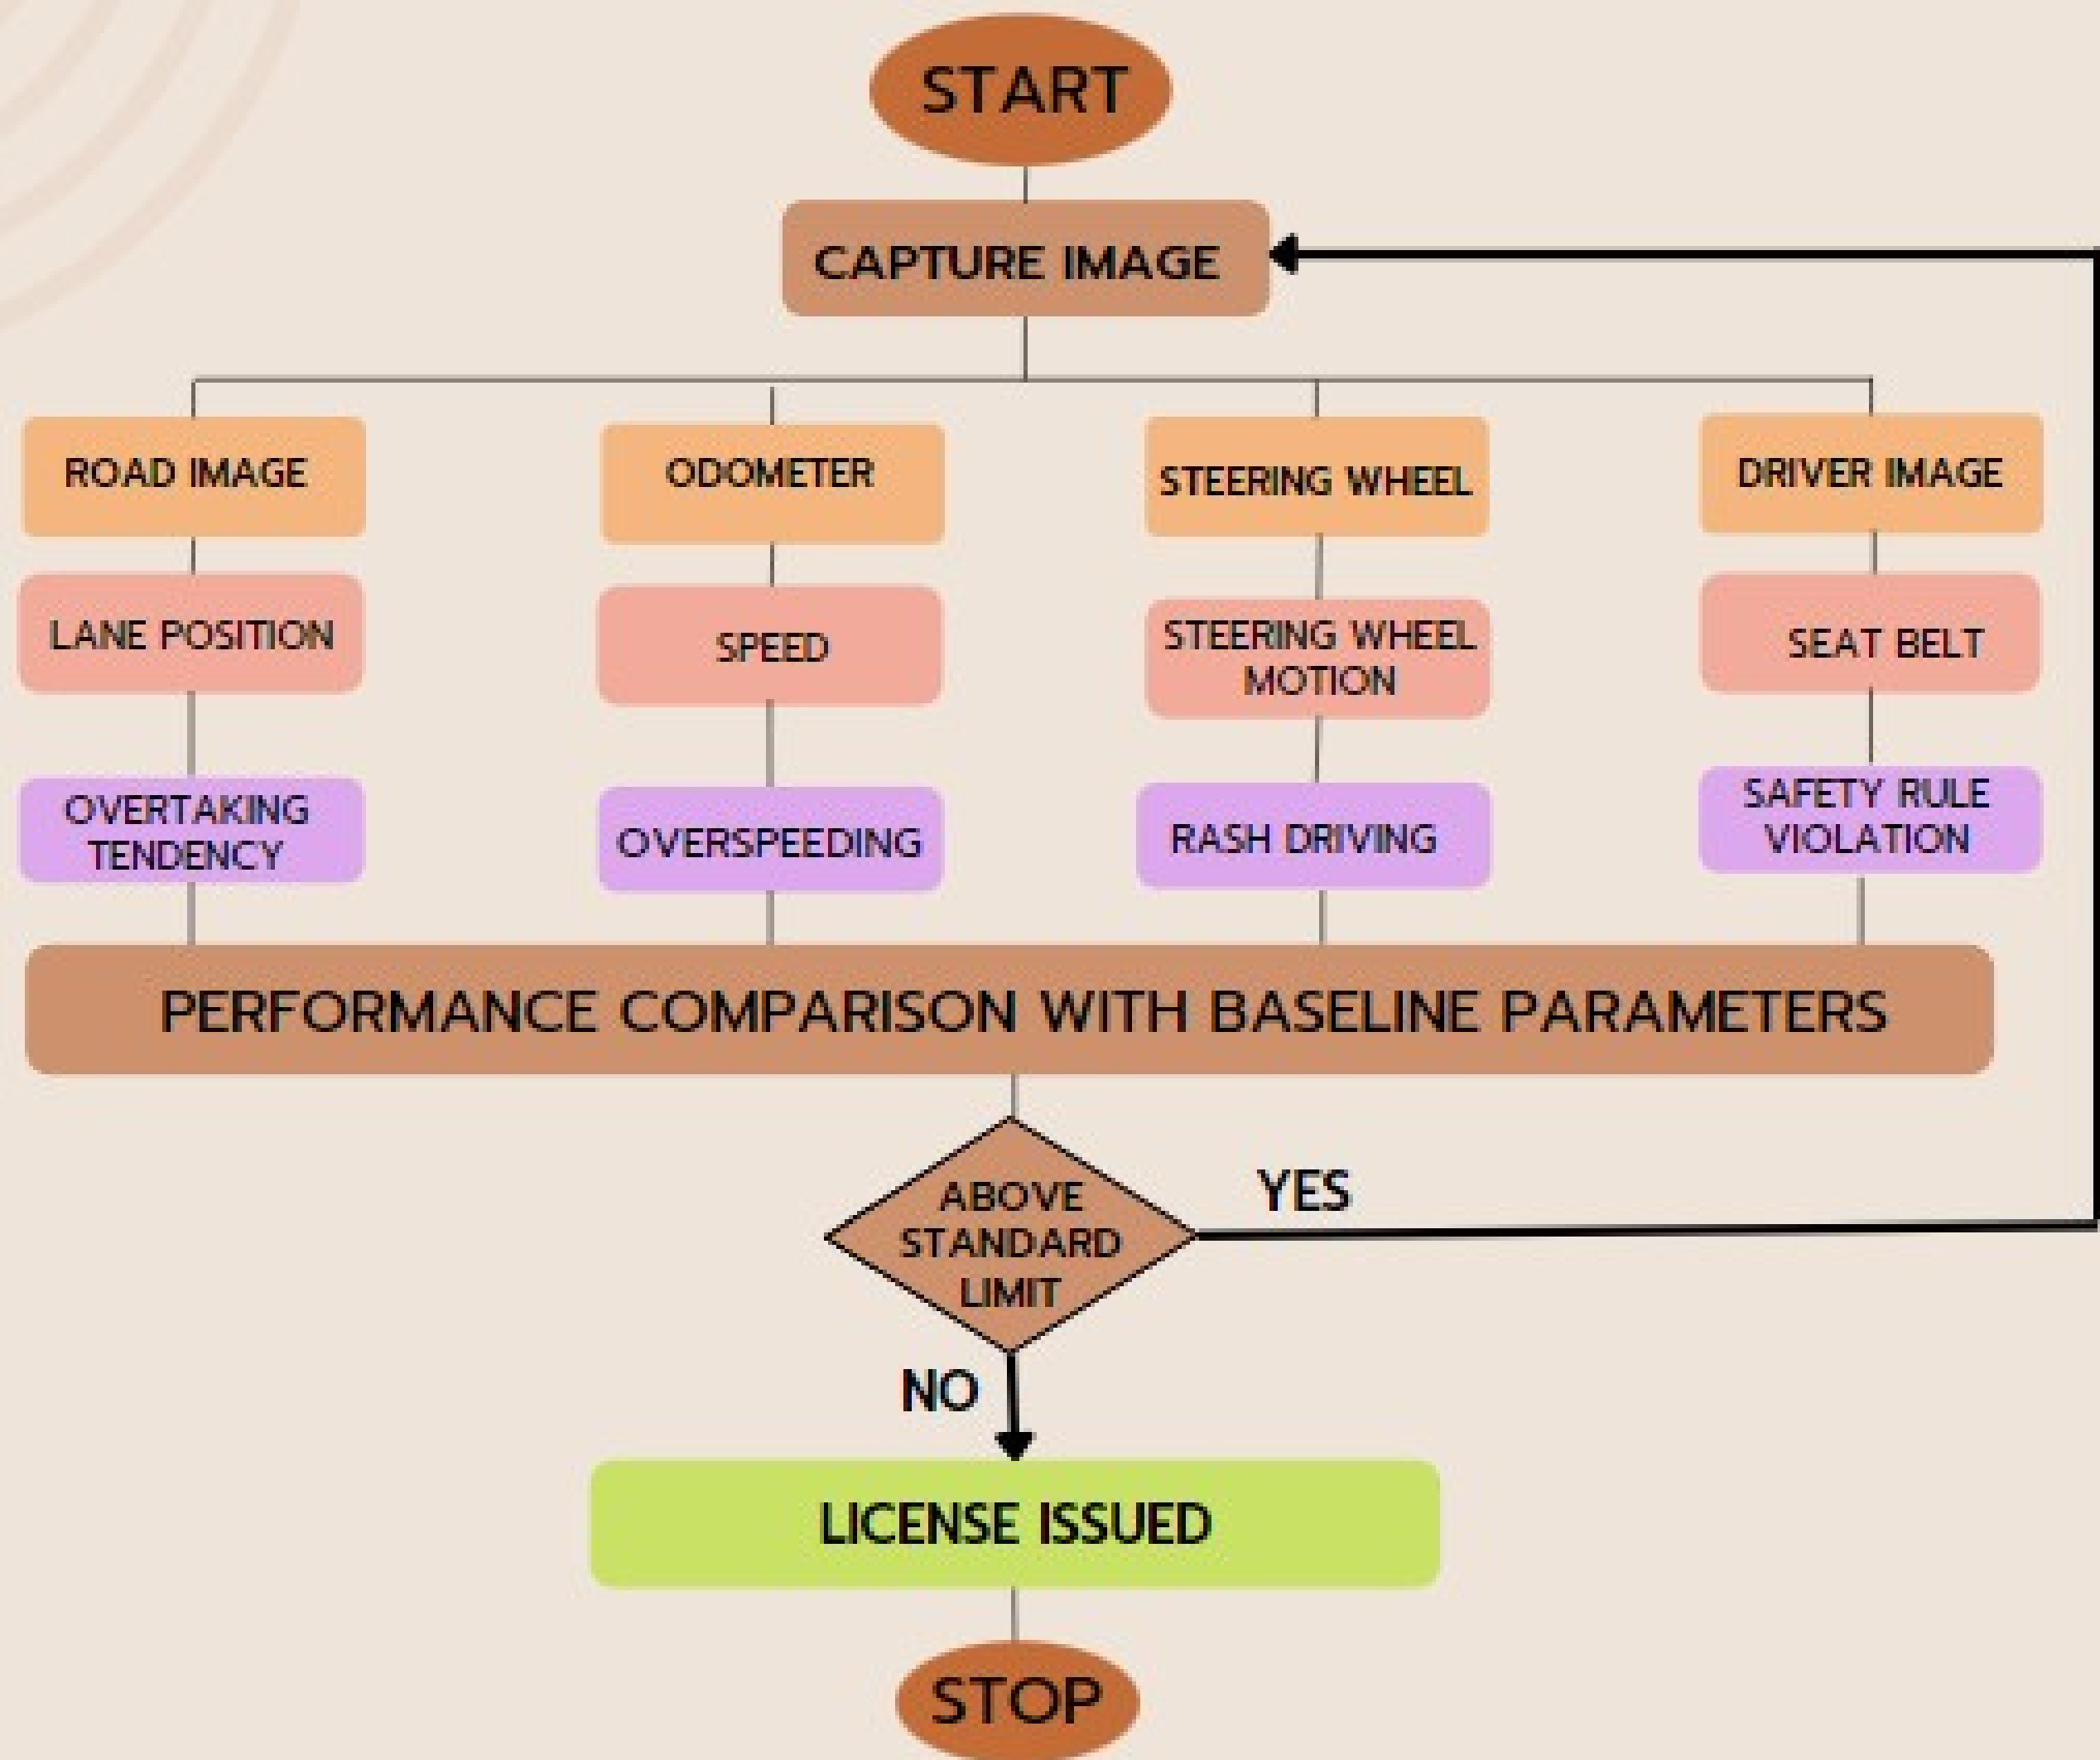 START
CAPTURE IMAGE
ROAD IMAGE
ODOMETER
STEERING WHEEL
DRIVER IMAGE
LANE POSITION
SPEED
STEERING WHEEL
MOTION
SEAT BELT
OVERTAKING
TENDENCY
OVERSPEEDING
RASH DRIVING
SAFETY RULE
VIOLATION
PERFORMANCE COMPARISON WITH BASELINE PARAMETERS
ABOVE
STANDARD
LIMIT
YES
NO
LICENSE ISSUED
STOP